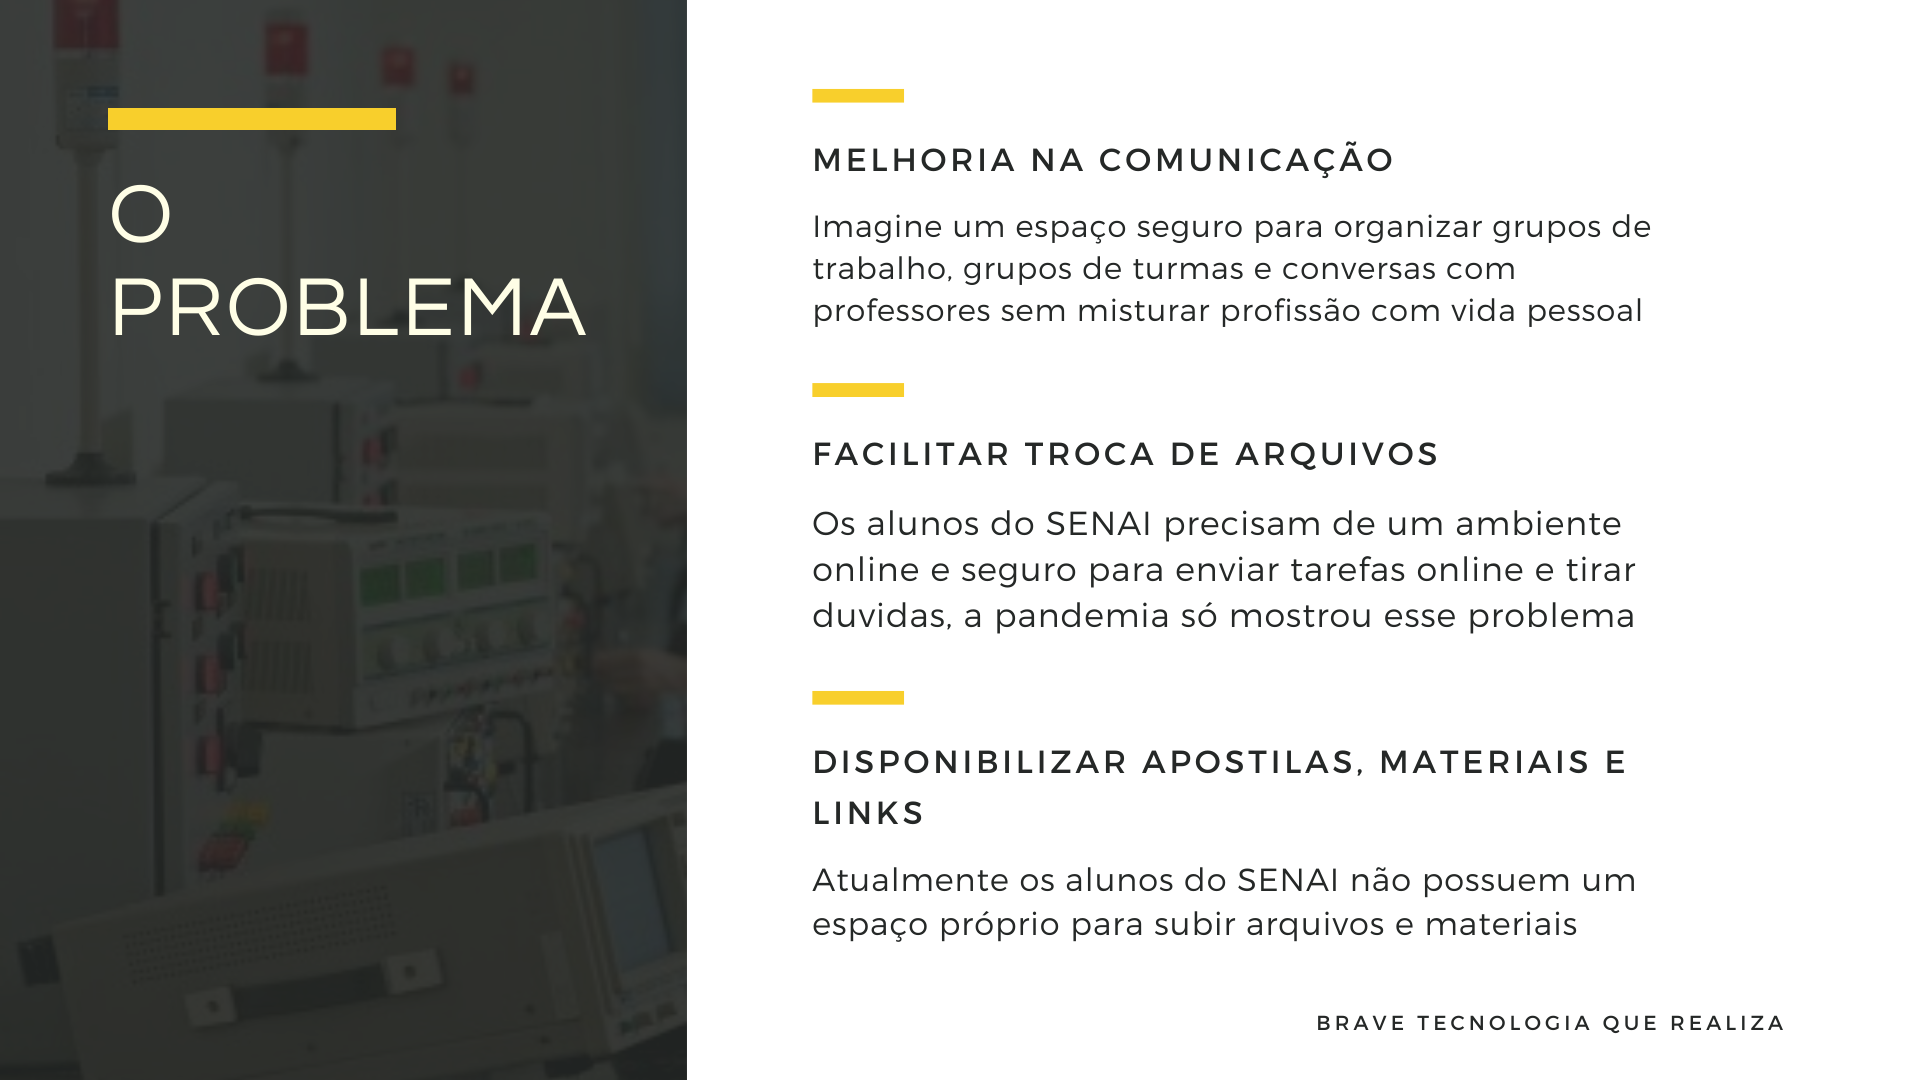 O
PROBLEMA
MELHORIA NA COMUNICAÇÃO
Imagine um espaço seguro para organizar grupos de
trabalho, grupos de turmas e conversas com
professores sem misturar profissão com vida pessoal
FACILITAR TROCA DE ARQUIVOS
Os alunos do SENAI precisam de um ambiente
online e seguro para enviar tarefas online e tirar
duvidas, a pandemia só mostrou esse problema
DISPONIBILIZAR APOSTILAS, MATERIAIS E
LINKS
Atualmente os alunos do SENAI não possuem um
espaço próprio para subir arquivos e materiais
BRAVE TECNOLOGIA QUE REALIZA